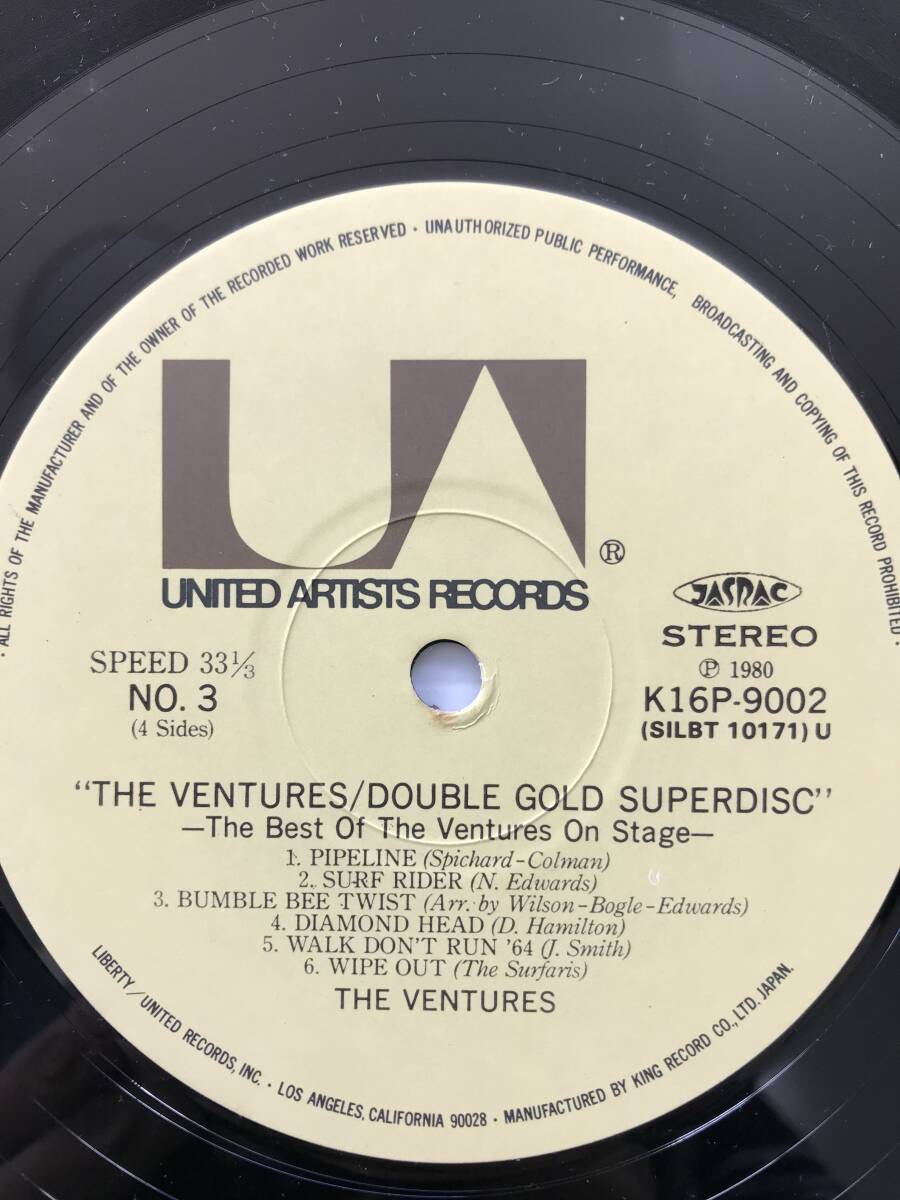 · ALL RIGHTS OF THE MANUFACTURER AND OF THE OWNER OF THE RECORDED WORK RESERVED · UNAUTHORIZED PUBLIC PERFORMANCE, BROADCASTING AND COPYING OF THIS RECORD PROHIBITED ·
UA
®
UNITED ARTISTS RECORDS
JASRAC
STEREO
SPEED 33⅓
℗ 1980
NO. 3
K16P-9002
(4 Sides)
(SILBT 10171) U
"THE VENTURES/DOUBLE GOLD SUPERDISC"
—The Best Of The Ventures On Stage—
1. PIPELINE (Spichard-Colman)
2. SURF RIDER (N. Edwards)
3. BUMBLE BEE TWIST (Arr. by Wilson-Bogle-Edwards)
4. DIAMOND HEAD (D. Hamilton)
5. WALK DON'T RUN '64 (J. Smith)
6. WIPE OUT (The Surfaris)
THE VENTURES
LIBERTY/UNITED RECORDS, INC. · LOS ANGELES, CALIFORNIA 90028 · MANUFACTURED BY KING RECORD CO., LTD. JAPAN.